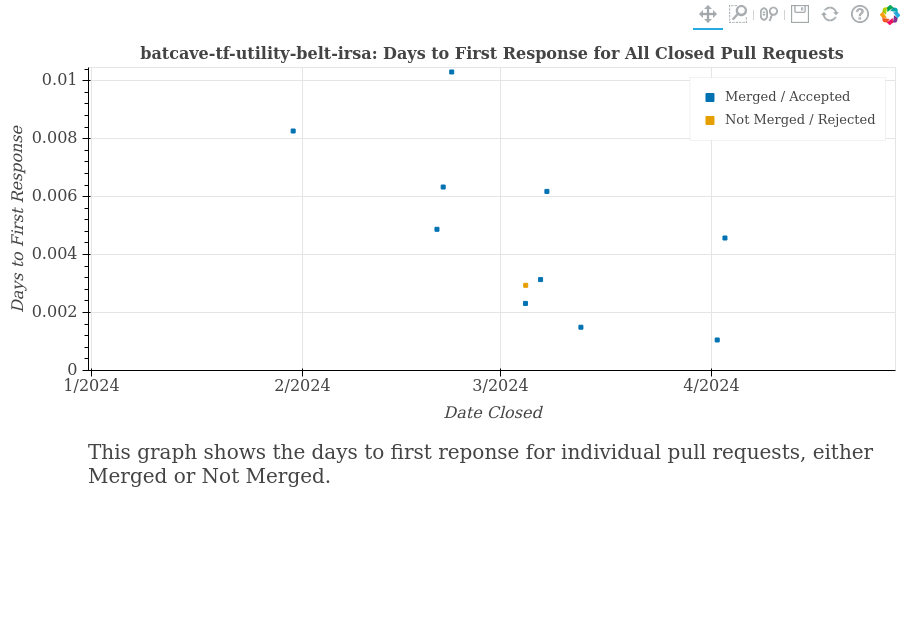 batcave-tf-utility-belt-irsa: Days to First Response for All Closed Pull Requests
Merged / Accepted
Not Merged / Rejected
Days to First Response
0.01
0.008
0.006
0.004
0.002
0
1/2024 2/2024 3/2024 4/2024
Date Closed
This graph shows the days to first reponse for individual pull requests, either
Merged or Not Merged.